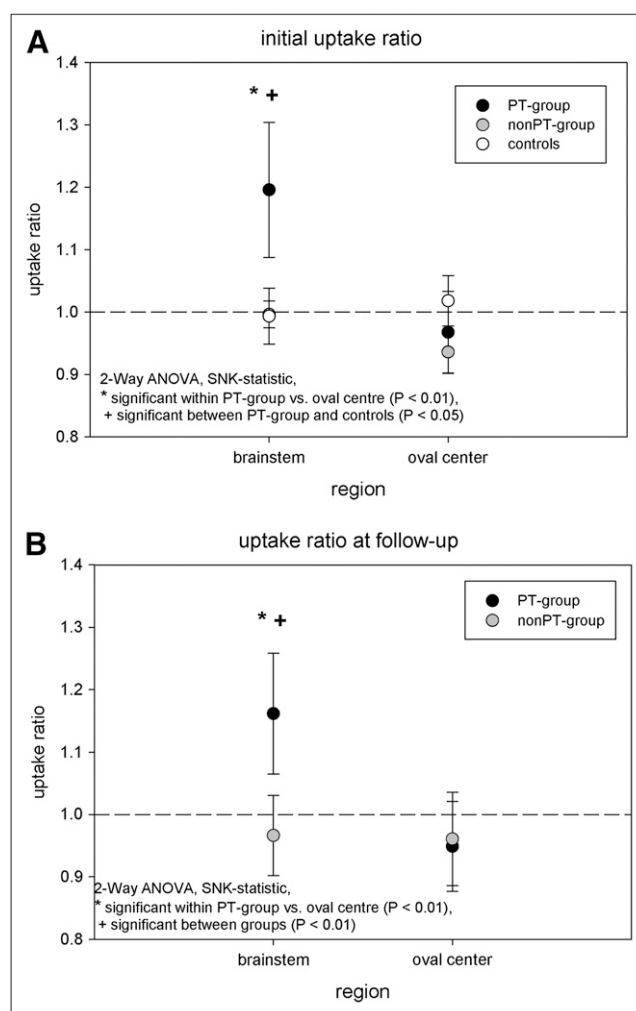 A
initial uptake ratio
1.4
* +
PT-group
nonPT-group
controls
1.3
1.2
uptake ratio
1.1
1.0
0.9
2-Way ANOVA, SNK-statistic,
* significant within PT-group vs. oval centre (P < 0.01),
+ significant between PT-group and controls (P < 0.05)
0.8
brainstem oval center
region
B
uptake ratio at follow-up
1.4
PT-group
nonPT-group
1.3
* +
1.2
uptake ratio
1.1
1.0
0.9
2-Way ANOVA, SNK-statistic,
* significant within PT-group vs. oval centre (P < 0.01),
+ significant between groups (P < 0.01)
0.8
brainstem oval center
region